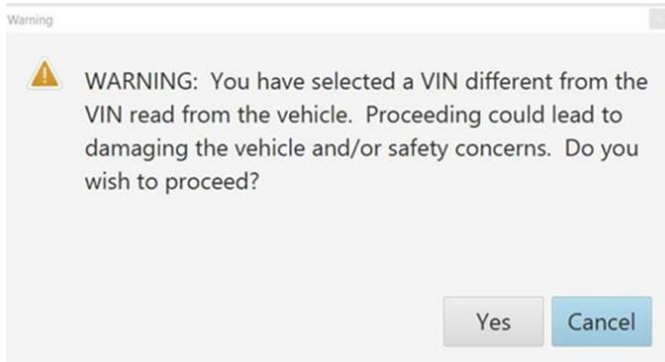 Warning
WARNING: You have selected a VIN different from the
VIN read from the vehicle. Proceeding could lead to
damaging the vehicle and/or safety concerns. Do you
wish to proceed?
Yes Cancel